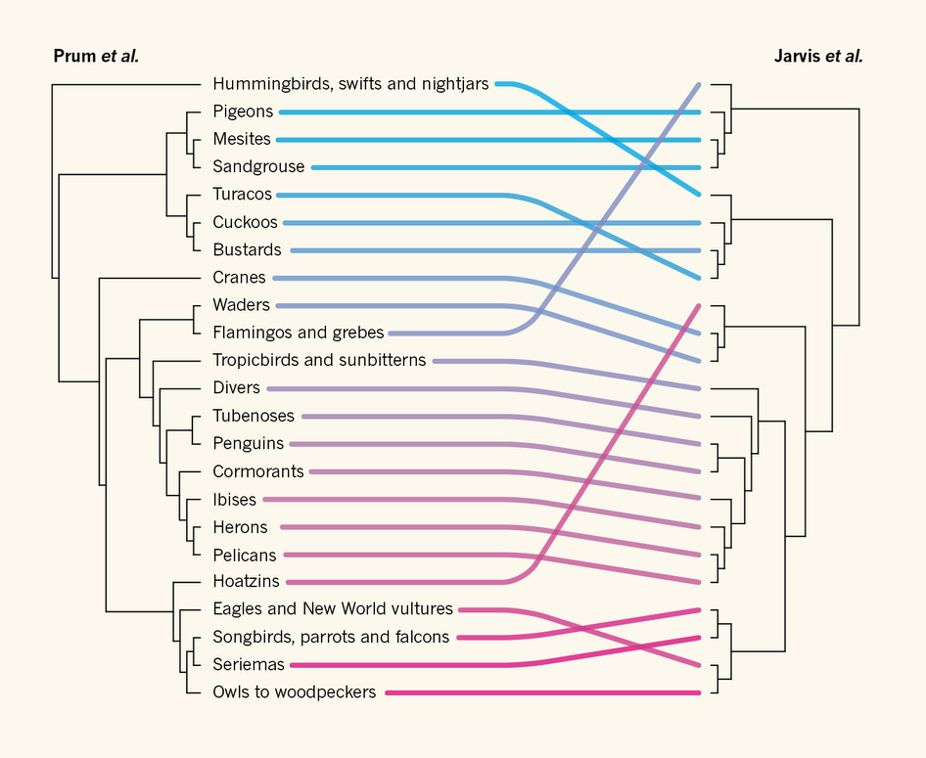 Prum et al.
Jarvis et al.
Hummingbirds, swifts and nightjars
Pigeons
Mesites
Sandgrouse
Turacos
Cuckoos
Bustards
Cranes
Waders
Flamingos and grebes
Tropicbirds and sunbitterns
Divers
Tubenoses
Penguins
Cormorants
Ibises
Herons
Pelicans
Hoatzins
Eagles and New World vultures
Songbirds, parrots and falcons
Seriemas
Owls to woodpeckers